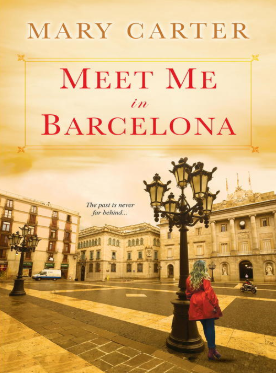 MARY CARTER
MEET ME
in
BARCELONA
The past is never
far behind...